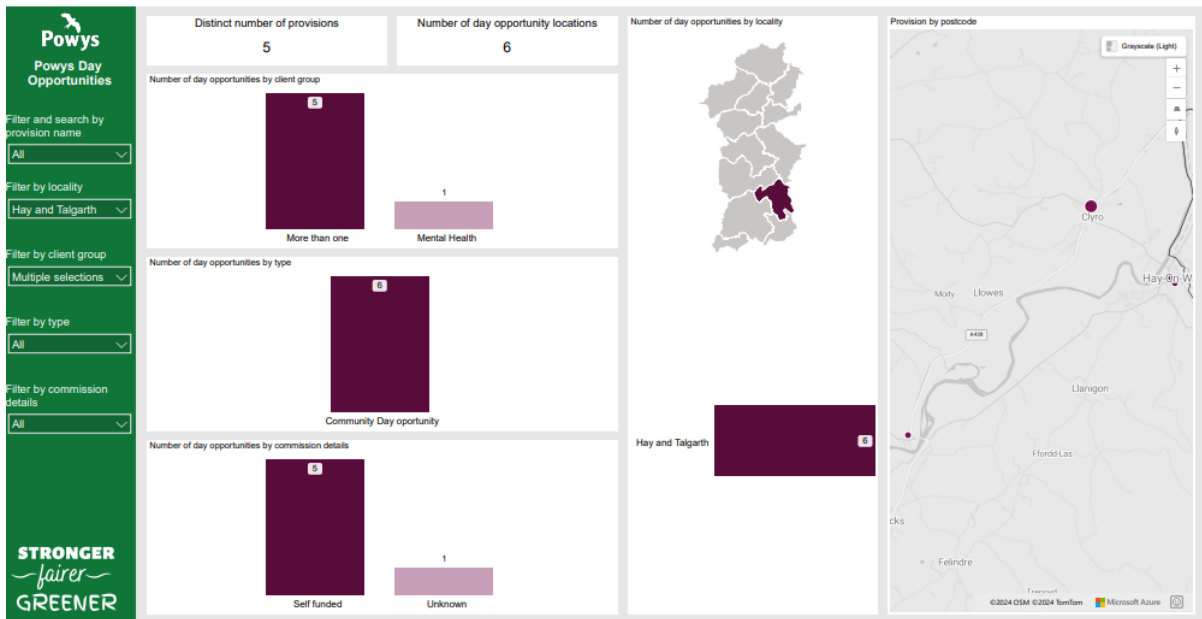 Powys
Powys Day
Opportunities
Filter and search by
provision name
All
Filter by locality
Hay and Talgarth
Filter by client group
Multiple selections
Filter by type
All
Filter by commission
details
All
STRONGER
fairer
GREENER
Distinct number of provisions
5
Number of day opportunity locations
6
Number of day opportunities by client group
5
1
More than one
Mental Health
Number of day opportunities by type
6
Community Day oportunity
Number of day opportunities by commission details
5
1
Self funded
Unknown
Number of day opportunities by locality
Hay and Talgarth
6
Provision by postcode
Grayscale (Light)
Clyro
Hay-On-W
Moity
Llowes
A438
Llanigon
Ffordd-Las
cks
Felindre
©2024 OSM ©2024 TomTom
Microsoft Azure